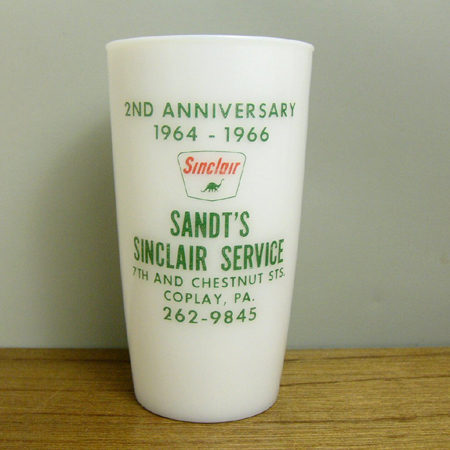 2ND ANNIVERSARY
1964 - 1966
Sinclair
SANDT'S
SINCLAIR SERVICE
7TH AND CHESTNUT STS.
COPLAY, PA.
262-9845